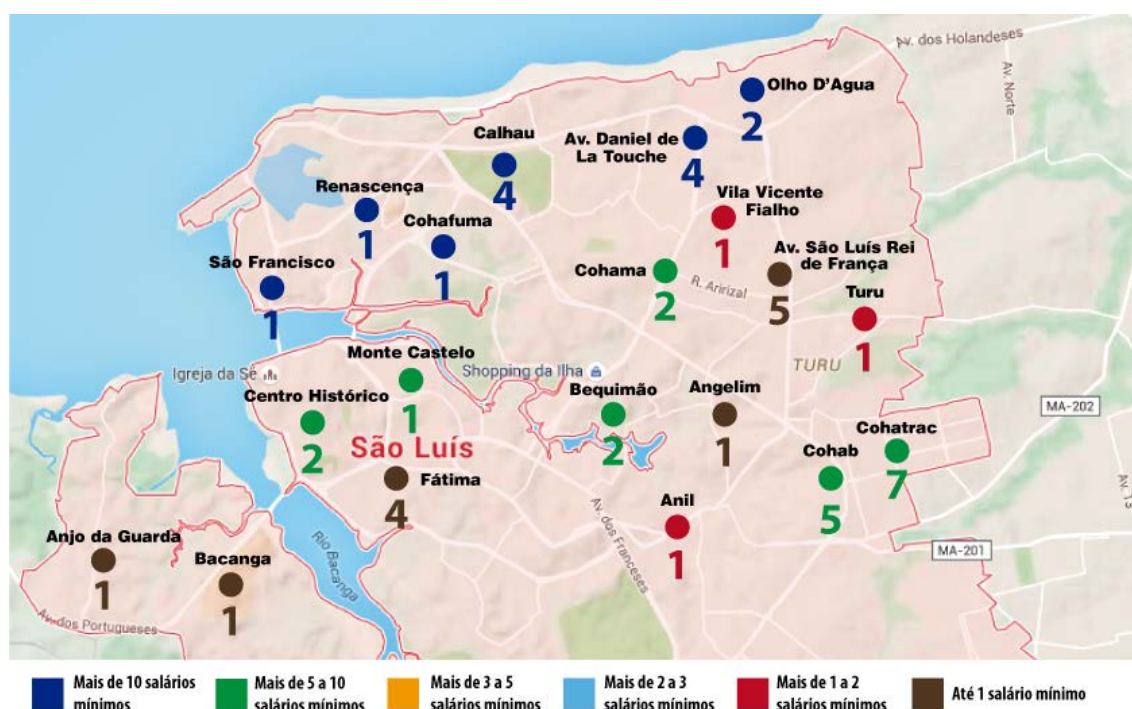 Av. dos Holandeses
Av. Norte
Olho D'Agua
2
Av. Daniel de
La Touche
4
Calhau
4
Renascença
1
Cohafuma
1
Vila Vicente
Fialho
1
São Francisco
1
Cohama
2
Av. São Luís Rei
de França
5
R. Aririzal
Turu
1
TURU
Monte Castelo
1
Igreja da Sé
Shopping da Ilha
Centro Histórico
2
São Luís
Bequimão
2
Angelim
1
MA-202
Cohatrac
7
Cohab
5
Fátima
4
Anil
1
Av. dos Franceses
Av. 13
MA-201
Anjo da Guarda
1
Bacanga
1
Rio Bacanga
Av. dos Portugueses
Mais de 10 salários
mínimos
Mais de 5 a 10
salários mínimos
Mais de 3 a 5
salários mínimos
Mais de 2 a 3
salários mínimos
Mais de 1 a 2
salários mínimos
Até 1 salário mínimo